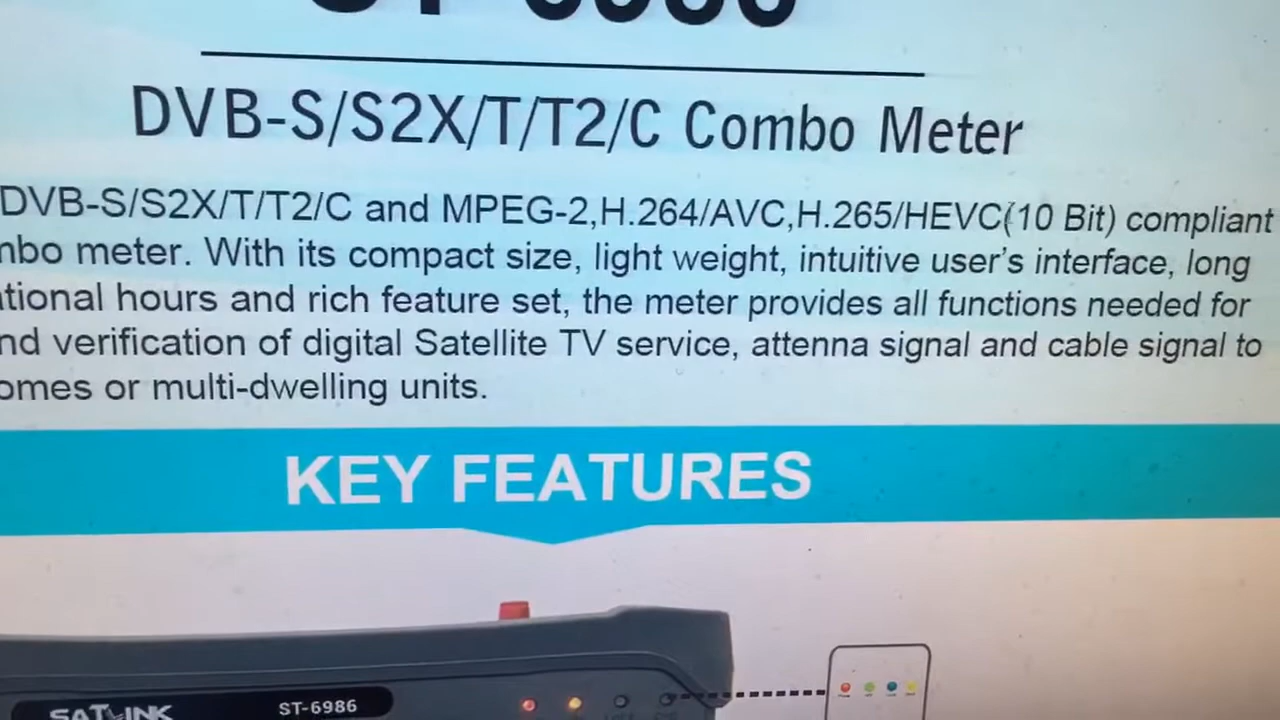 DVB-S/S2X/T/T2/C Combo Meter
DVB-S/S2X/T/T2/C and MPEG-2,H.264/AVC,H.265/HEVC(10 Bit) compliant
mbo meter. With its compact size, light weight, intuitive user's interface, long
ational hours and rich feature set, the meter provides all functions needed for
nd verification of digital Satellite TV service, attenna signal and cable signal to
omes or multi-dwelling units.
KEY FEATURES
SATLINK ST-6986